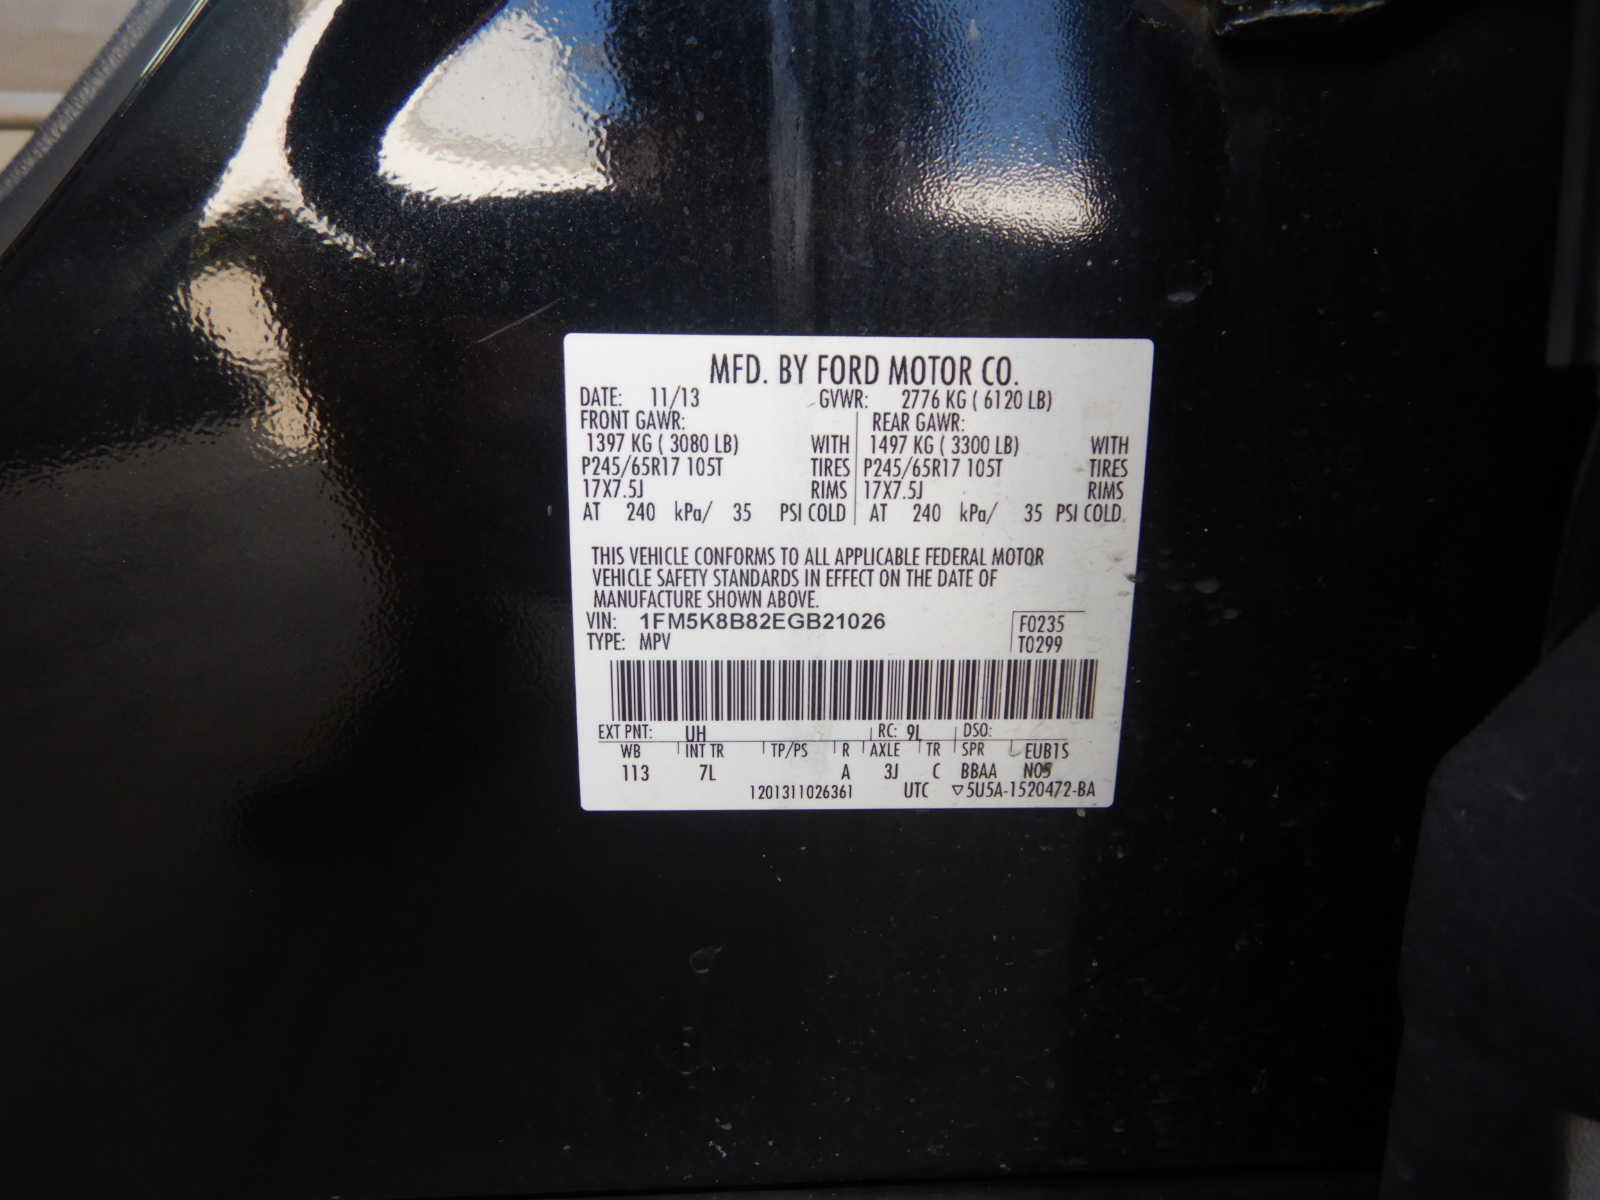 MFD. BY FORD MOTOR CO.
DATE: 11/13 GVWR: 2776 KG ( 6120 LB)
FRONT GAWR: REAR GAWR:
1397 KG ( 3080 LB) WITH 1497 KG ( 3300 LB) WITH
P245/65R17 105T TIRES P245/65R17 105T TIRES
17X7.5J RIMS 17X7.5J RIMS
AT 240 kPa/ 35 PSI COLD AT 240 kPa/ 35 PSI COLD
THIS VEHICLE CONFORMS TO ALL APPLICABLE FEDERAL MOTOR
VEHICLE SAFETY STANDARDS IN EFFECT ON THE DATE OF
MANUFACTURE SHOWN ABOVE.
VIN: 1FM5K8B82EGB21026 F0235
TYPE: MPV T0299
EXT PNT: UH RC: 9L DSO:
WB INT TR TP/PS R AXLE TR SPR EUB1S
113 7L A 3J C BBAA N05
1201311026361 UTC ▽5U5A-1520472-BA